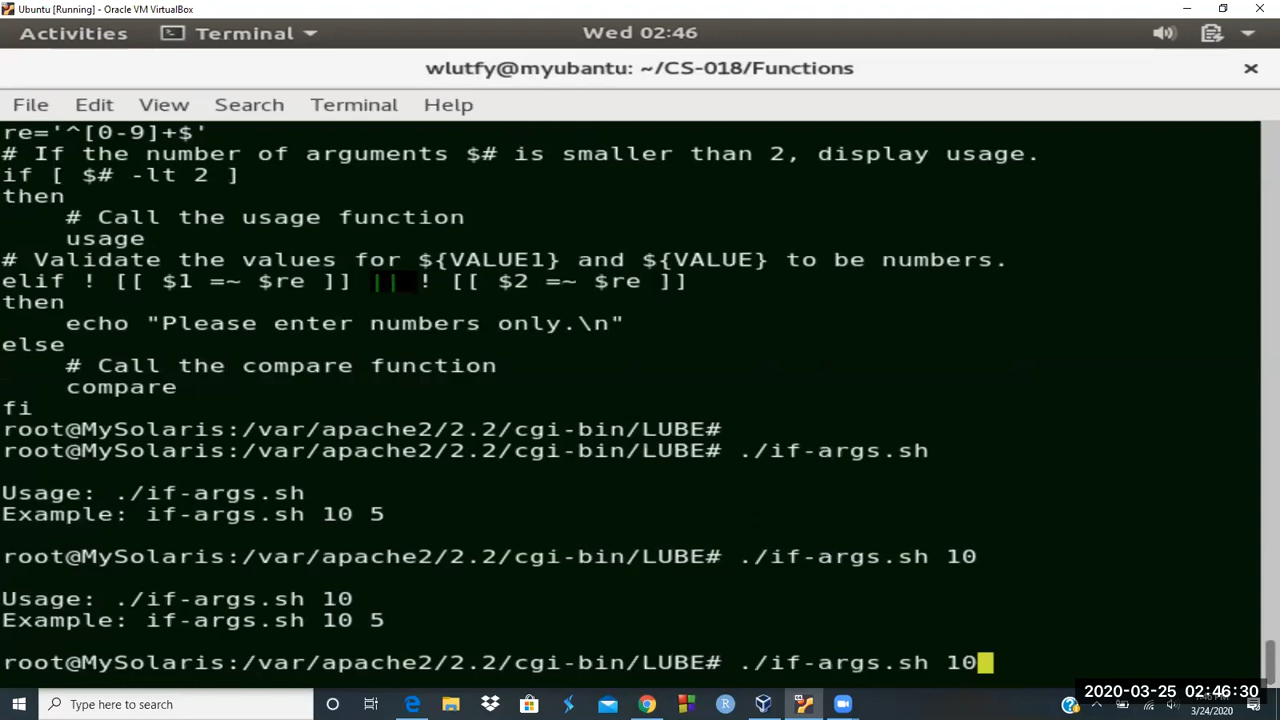 Ubuntu [Running] - Oracle VM VirtualBox
Activities Terminal Wed 02:46
wlutfy@myubantu: ~/CS-018/Functions
File Edit View Search Terminal Help
re='^[0-9]+$'
# If the number of arguments $# is smaller than 2, display usage.
if [ $# -lt 2 ]
then
# Call the usage function
usage
# Validate the values for ${VALUE1} and ${VALUE} to be numbers.
elif ! [[ $1 =~ $re ]] || ! [[ $2 =~ $re ]]
then
echo "Please enter numbers only.\n"
else
# Call the compare function
compare
fi
root@MySolaris:/var/apache2/2.2/cgi-bin/LUBE#
root@MySolaris:/var/apache2/2.2/cgi-bin/LUBE# ./if-args.sh
Usage: ./if-args.sh
Example: if-args.sh 10 5
root@MySolaris:/var/apache2/2.2/cgi-bin/LUBE# ./if-args.sh 10
Usage: ./if-args.sh 10
Example: if-args.sh 10 5
root@MySolaris:/var/apache2/2.2/cgi-bin/LUBE# ./if-args.sh 10
Type here to search
2020-03-25 02:46:30
3/24/2020